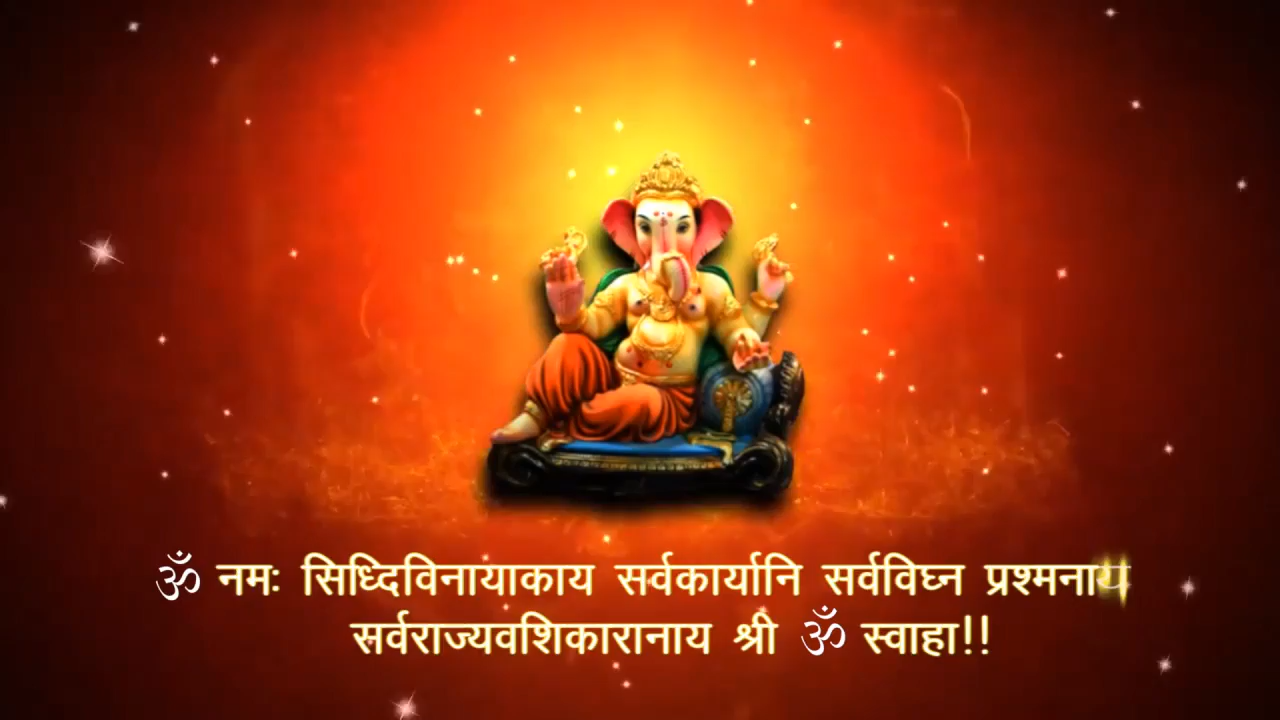 ॐ नमः सिध्दिविनायाकाय सर्वकार्यानि सर्वविघ्न प्रश्मनाय
सर्वराज्यवशिकारानाय श्री ॐ स्वाहा!!